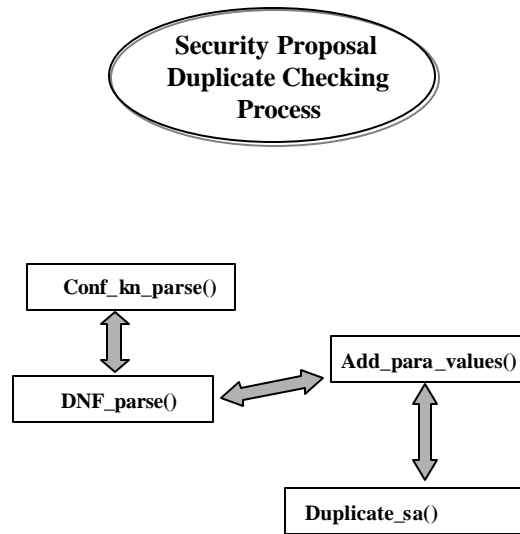 Security Proposal
Duplicate Checking
Process
Conf_kn_parse()
Add_para_values()
DNF_parse()
Duplicate_sa()